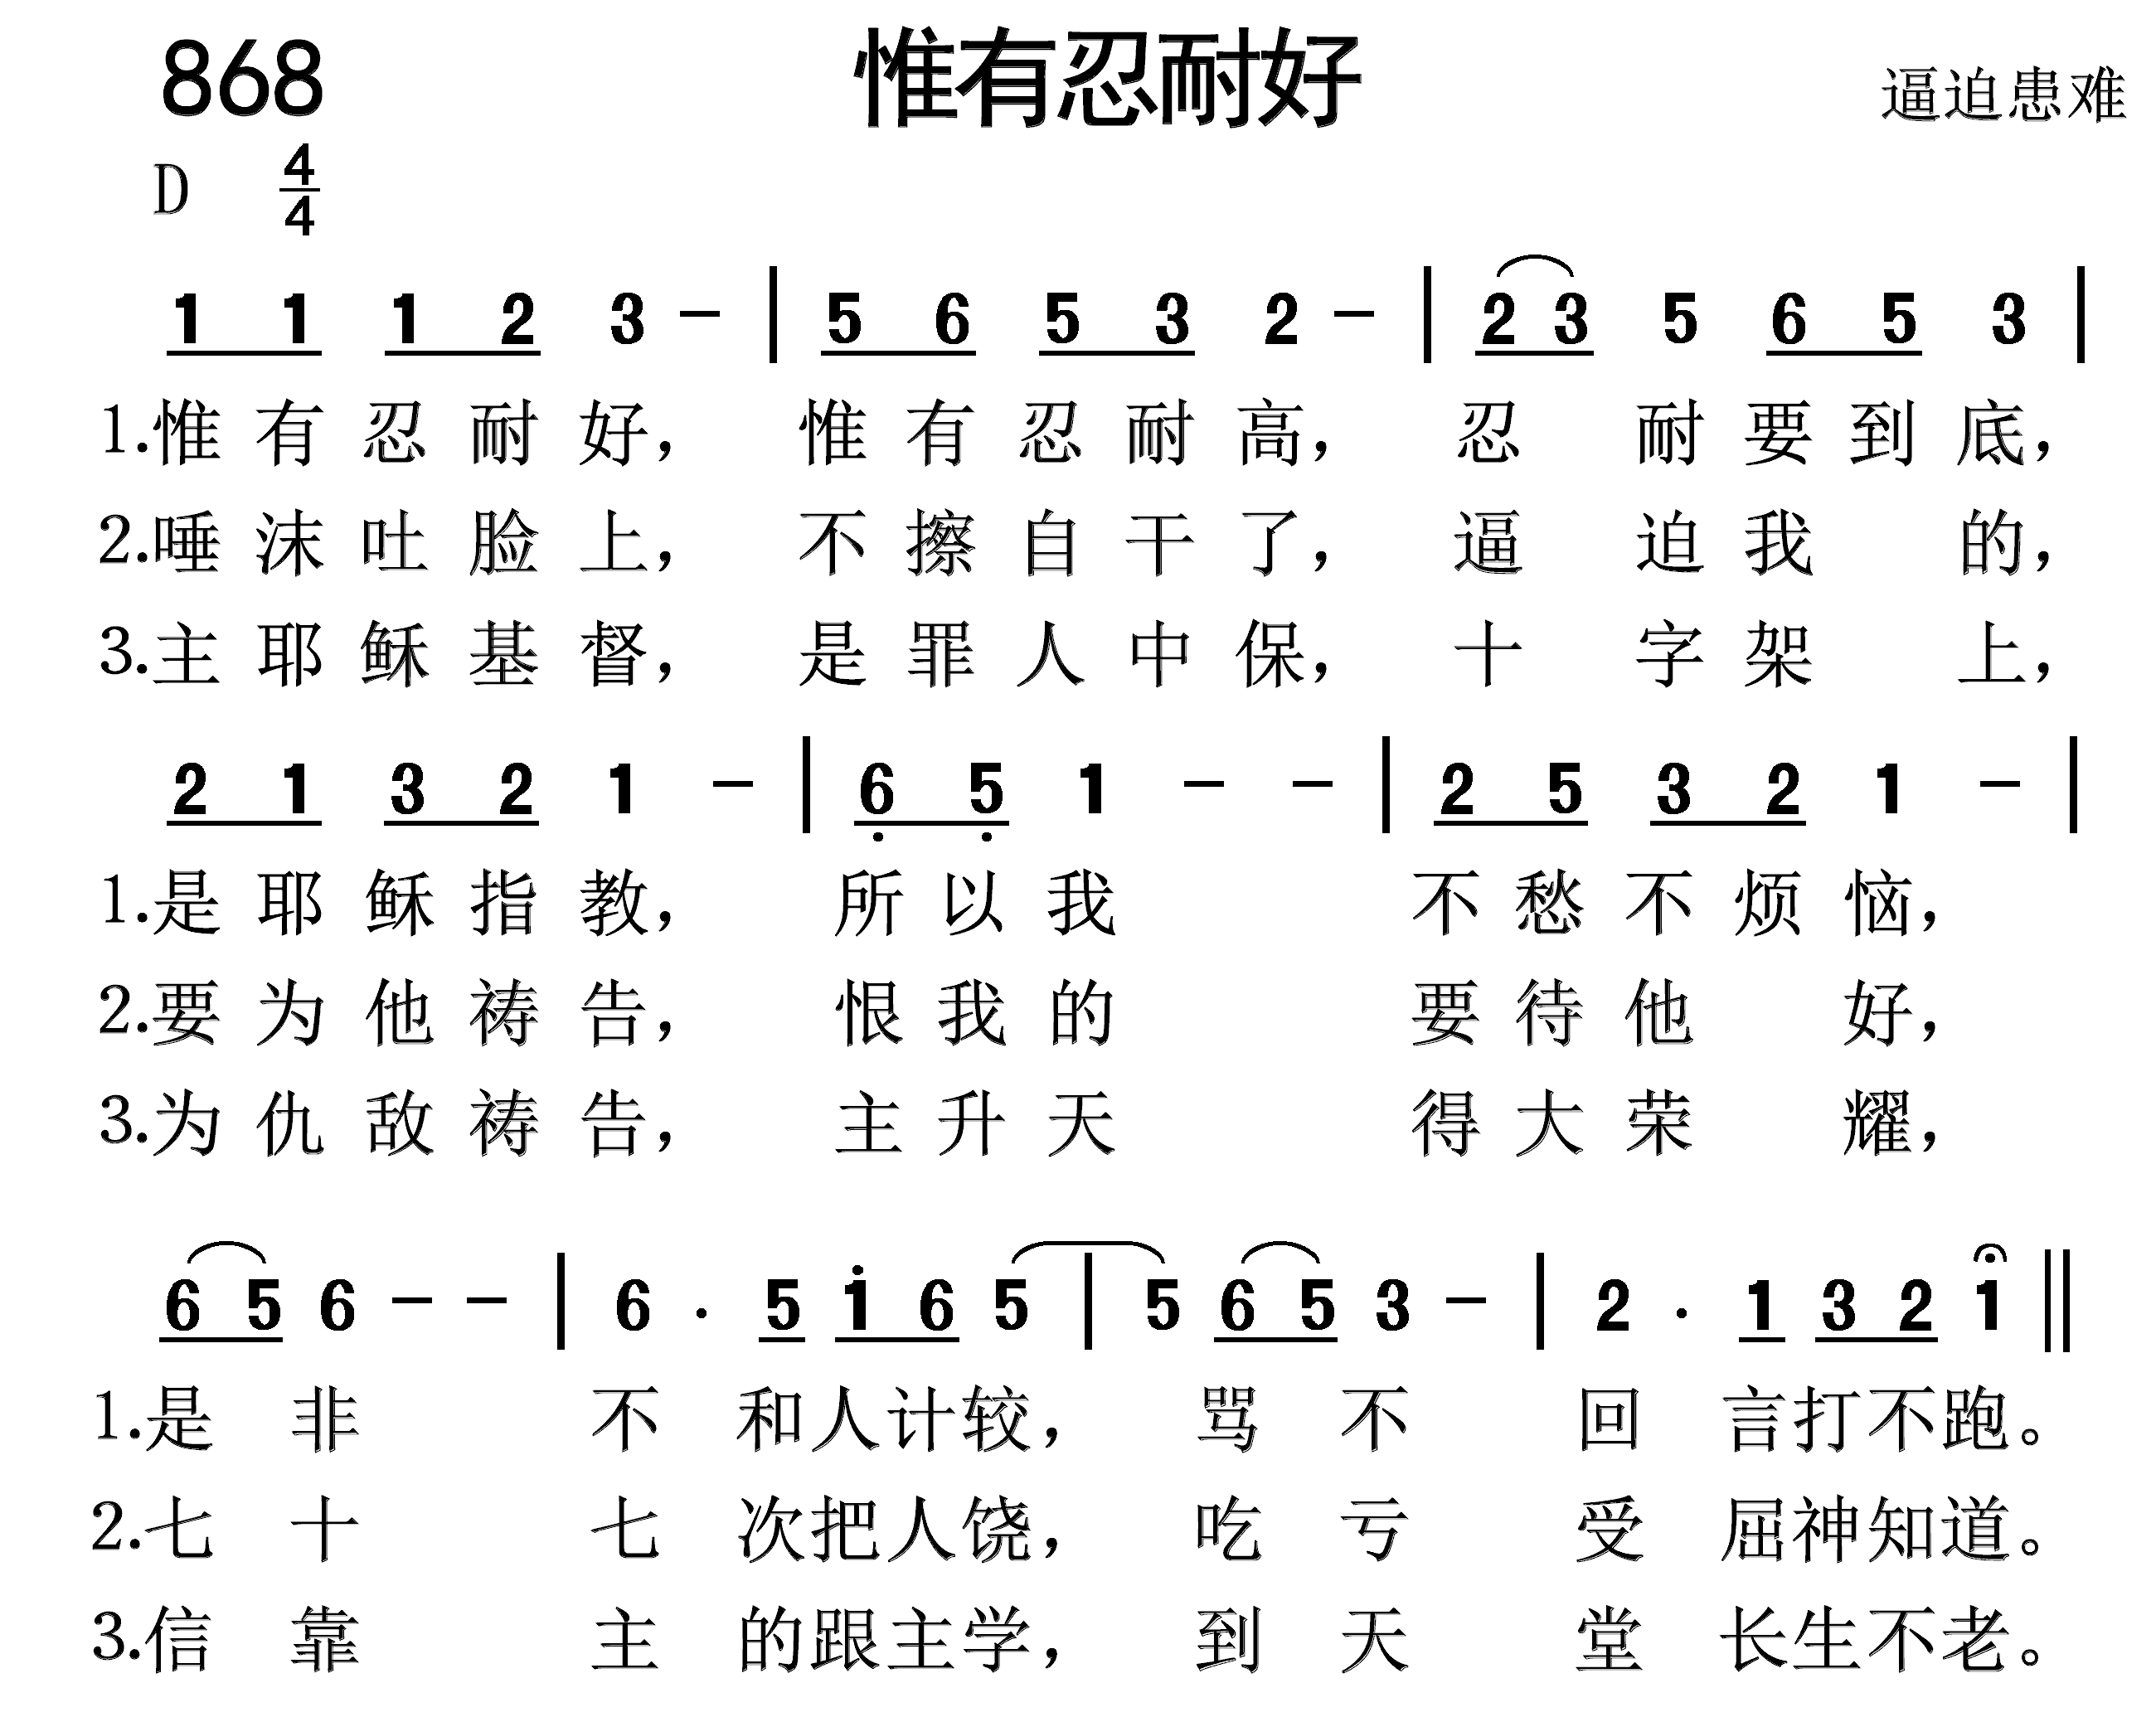 868 惟有忍耐好 逼迫患难
D 4/4
1 1 1 2 3 - | 5 6 5 3 2 - | 2 3 5 6 5 3 |
1.惟有忍耐好， 惟有忍耐高， 忍耐要到底，
2.唾沫吐脸上， 不擦自干了， 逼迫我的，
3.主耶稣基督， 是罪人中保， 十字架上，
2 1 3 2 1 - | 6̣ 5̣ 1 - - | 2 5 3 2 1 - |
1.是耶稣指教， 所以我 不愁不烦恼，
2.要为他祷告， 恨我的 要待他好，
3.为仇敌祷告， 主升天 得大荣耀，
6 5 6 - - | 6 · 5 i 6 5 | 5 6 5 3 - | 2 · 1 3 2 1 ||
1.是非 不和人计较， 骂不回言打不跑。
2.七十 七次把人饶， 吃亏受屈神知道。
3.信靠 主的跟主学， 到天堂长生不老。